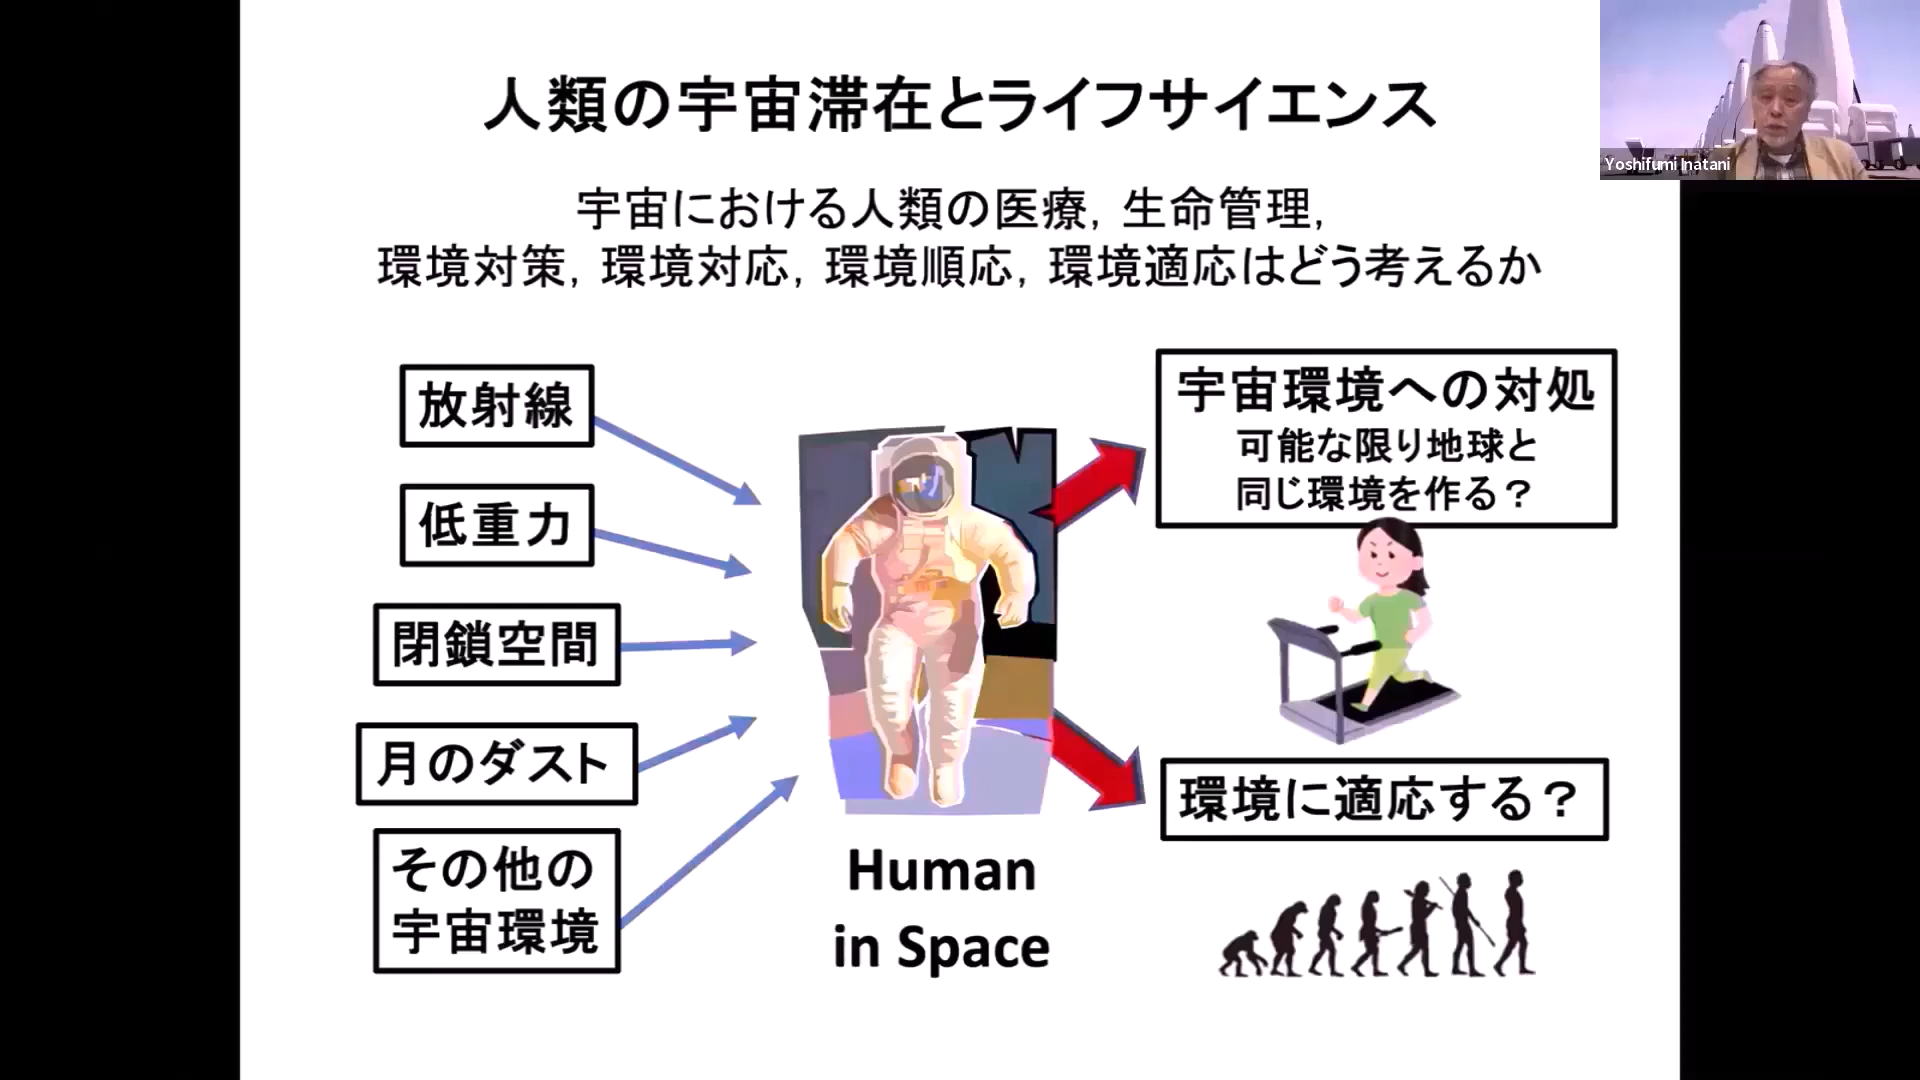 人類の宇宙滞在とライフサイエンス
Yoshifumi Inatani
宇宙における人類の医療, 生命管理,
環境対策, 環境対応, 環境順応, 環境適応はどう考えるか
放射線
低重力
閉鎖空間
月のダスト
その他の
宇宙環境
Human
in Space
宇宙環境への対処
可能な限り地球と
同じ環境を作る？
環境に適応する？